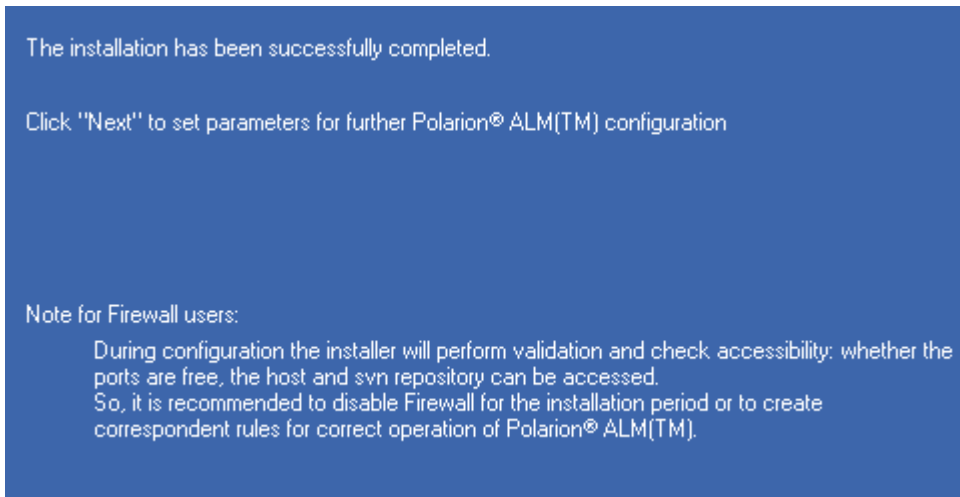 The installation has been successfully completed.
Click "Next" to set parameters for further Polarion® ALM(TM) configuration
Note for Firewall users:
During configuration the installer will perform validation and check accessibility: whether the
ports are free, the host and svn repository can be accessed.
So, it is recommended to disable Firewall for the installation period or to create
correspondent rules for correct operation of Polarion® ALM(TM).